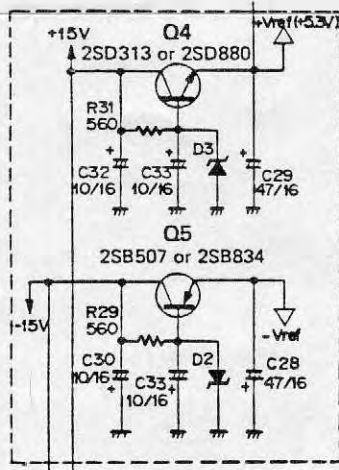 +Vref(+5.3V)
Q4
+15V
2SD313 or 2SD880
R31
560
D3
+
+
+
C32
10/16
C33
10/16
C29
47/16
Q5
2SB507 or 2SB834
-15V
R29
560
-Vref
C30
10/16
C33
10/16
D2
C28
47/16
+
+
+